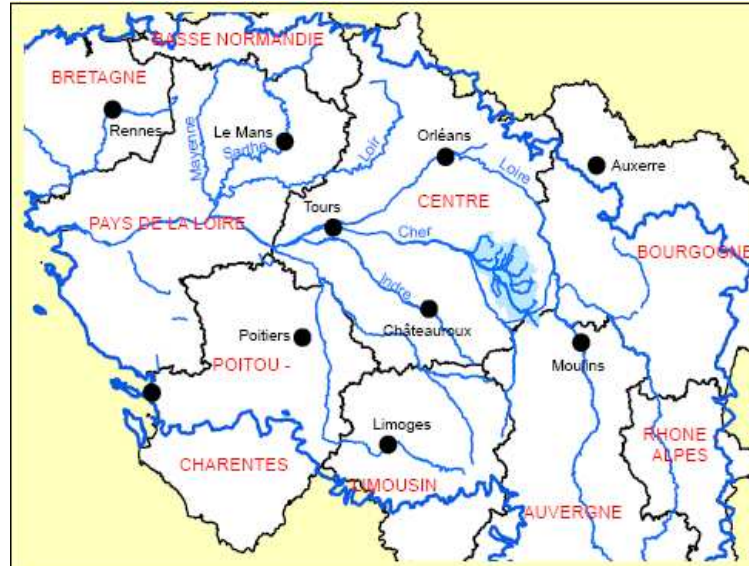 BASSE NORMANDIE
BRETAGNE
Rennes
Mayenne
Le Mans
Sarthe
Loir
Orléans
Loire
Auxerre
PAYS DE LA LOIRE
Tours
CENTRE
Cher
BOURGOGNE
Indre
Châteauroux
Poitiers
POITOU -
Moulins
Limoges
CHARENTES
LIMOUSIN
AUVERGNE
RHONE
ALPES